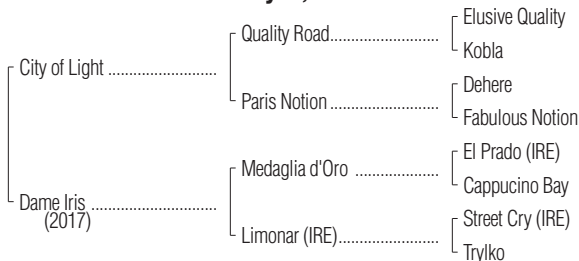 Elusive Quality
Quality Road
Kobla
City of Light
Dehere
Paris Notion
Fabulous Notion
El Prado (IRE)
Medaglia d'Oro
Cappucino Bay
Dame Iris
(2017)
Street Cry (IRE)
Limonar (IRE)
Trylko